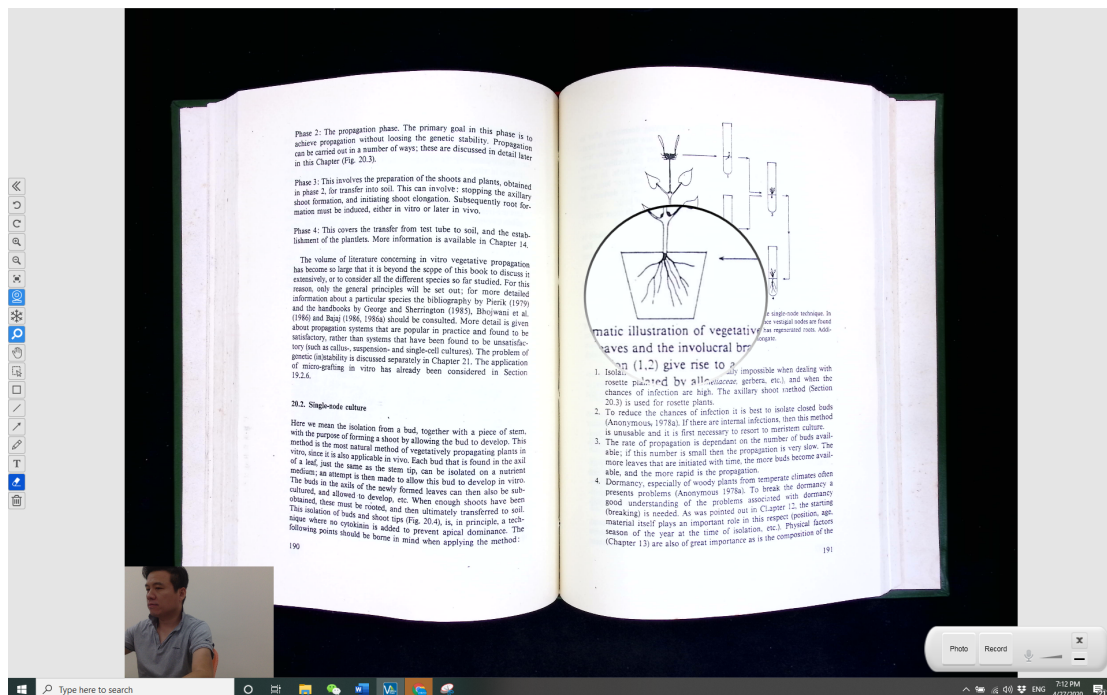 Phase 2: The propagation phase. The primary goal in this phase is to
achieve propagation without loosing the genetic stability. Propagation
can be carried out in a number of ways; these are discussed in detail later
in this Chapter (Fig. 20.3).
Phase 3: This involves the preparation of the shoots and plants, obtained
in phase 2, for transfer into soil. This can involve: stopping the axillary
shoot formation, and initiating shoot elongation. Subsequently root for-
mation must be induced, either in vitro or later in vivo.
Phase 4: This covers the transfer from test tube to soil, and the estab-
lishment of the plantlets. More information is available in Chapter 14.
The volume of literature concerning in vitro vegetative propagation
has become so large that it is beyond the scope of this book to discuss it
extensively, or to consider all the different species so far studied. For this
reason, only the general principles will be set out; for more detailed
information about a particular species the bibliography by Pierik (1979)
and the handbooks by George and Sherrington (1985), Bhojwani et al.
(1986) and Bajaj (1986, 1986a) should be consulted. More detail is given
about propagation systems that are popular in practice and found to be
satisfactory, rather than systems that have been found to be unsatisfac-
tory (such as callus-, suspension- and single-cell cultures). The problem of
genetic (in)stability is discussed separately in Chapter 21. The application
of micro-grafting in vitro has already been considered in Section
19.2.6.
20.2. Single-node culture
Here we mean the isolation from a bud, together with a piece of stem,
with the purpose of forming a shoot by allowing the bud to develop. This
method is the most natural method of vegetatively propagating plants in
vitro, since it is also applicable in vivo. Each bud that is found in the axil
of a leaf, just the same as the stem tip, can be isolated on a nutrient
medium; an attempt is then made to allow this bud to develop in vitro.
The buds in the axils of the newly formed leaves can then also be sub-
cultured, and allowed to develop, etc. When enough shoots have been
obtained, these must be rooted, and then ultimately transferred to soil.
This isolation of buds and shoot tips (Fig. 20.4), is, in principle, a tech-
nique where no cytokinin is added to prevent apical dominance. The
following points should be borne in mind when applying the method:
190
e single-node technique. In
vestigial nodes are found
has regenerated roots. Addi-
longate.
matic illustration of vegetative
aves and the involucral br
on (1,2) give rise to a
by all
1. Isolati impossible when dealing with
rosette gerbera, etc.), and when the
chances of infection are high. The axillary shoot method (Section
20.3) is used for rosette plants.
2. To reduce the chances of infection it is best to isolate closed buds
(Anonymous, 1978a). If there are internal infections, then this method
is unusable and it is first necessary to resort to meristem culture.
3. The rate of propagation is dependant on the number of buds avail-
able; if this number is small then the propagation is very slow. The
more leaves that are initiated with time, the more buds become avail-
able, and the more rapid is the propagation.
4. Dormancy, especially of woody plants from temperate climates often
presents problems (Anonymous 1978a). To break the dormancy a
good understanding of the problems associated with dormancy
(breaking) is needed. As was pointed out in Chapter 12, the starting
material itself plays an important role in this respect (position, age,
season of the year at the time of isolation, etc.). Physical factors
(Chapter 13) are also of great importance as is the composition of the
191
Photo Record
Type here to search
ENG
7:12 PM
4/27/2020